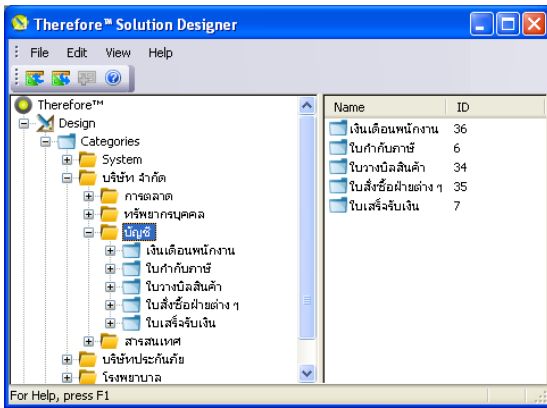 Therefore™ Solution Designer
File Edit View Help
Therefore™
Design
Categories
System
บริษัท จำกัด
การตลาด
ทรัพยากรบุคคล
บัญชี
เงินเดือนพนักงาน
ใบกำกับภาษี
ใบวางบิลสินค้า
ใบสั่งซื้อฝ่ายต่าง ๆ
ใบเสร็จรับเงิน
สารสนเทศ
บริษัทประกันภัย
โรงพยาบาล
Name ID
เงินเดือนพนักงาน 36
ใบกำกับภาษี 6
ใบวางบิลสินค้า 34
ใบสั่งซื้อฝ่ายต่าง ๆ 35
ใบเสร็จรับเงิน 7
For Help, press F1